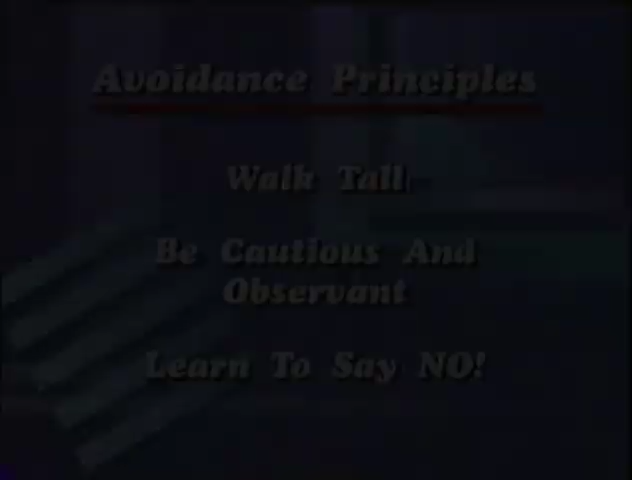 Avoidance Principles
Walk Tall
Be Cautious And
Observant
Learn To Say NO!